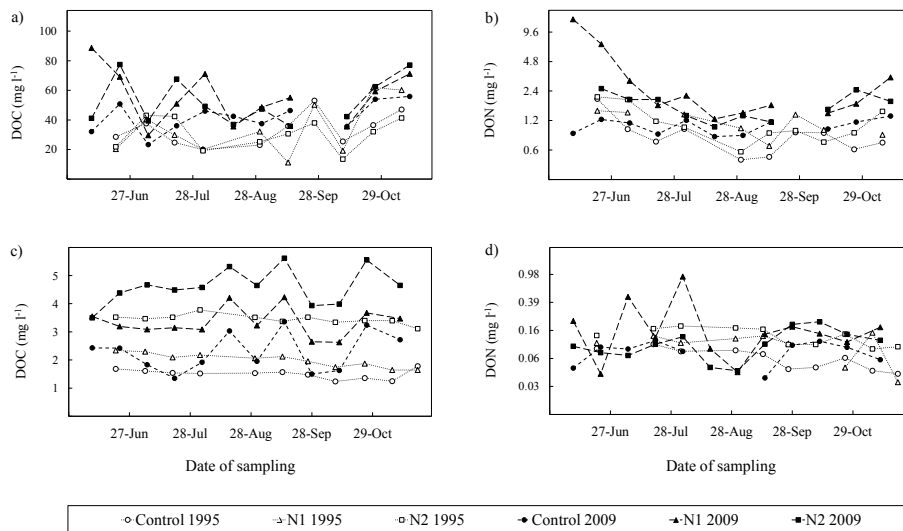 a)
DOC (mg l-1)
100
80
60
40
20
27-Jun 28-Jul 28-Aug 28-Sep 29-Oct
b)
DON (mg l-1)
9.6
4.8
2.4
1.2
0.6
27-Jun 28-Jul 28-Aug 28-Sep 29-Oct
c)
DOC (mg l-1)
5
4
3
2
1
27-Jun 28-Jul 28-Aug 28-Sep 29-Oct
Date of sampling
d)
DON (mg l-1)
0.98
0.39
0.16
0.06
0.03
27-Jun 28-Jul 28-Aug 28-Sep 29-Oct
Date of sampling
Control 1995 N1 1995 N2 1995 Control 2009 N1 2009 N2 2009